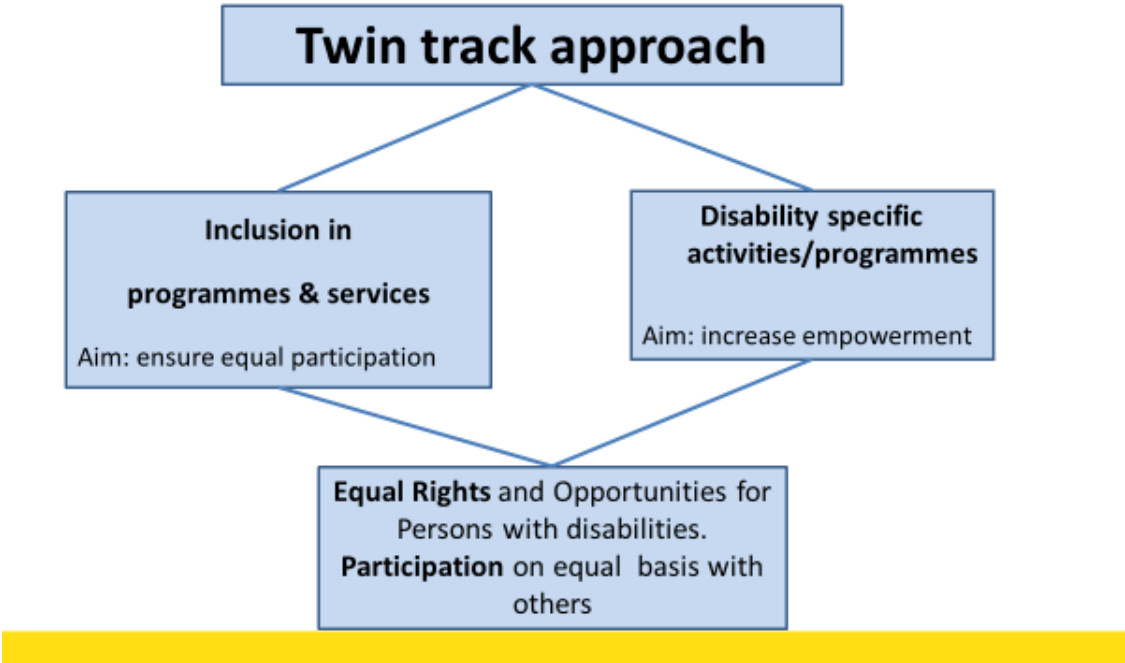 Twin track approach
Inclusion in
programmes & services
Aim: ensure equal participation
Disability specific
activities/programmes
Aim: increase empowerment
Equal Rights and Opportunities for
Persons with disabilities.
Participation on equal basis with
others